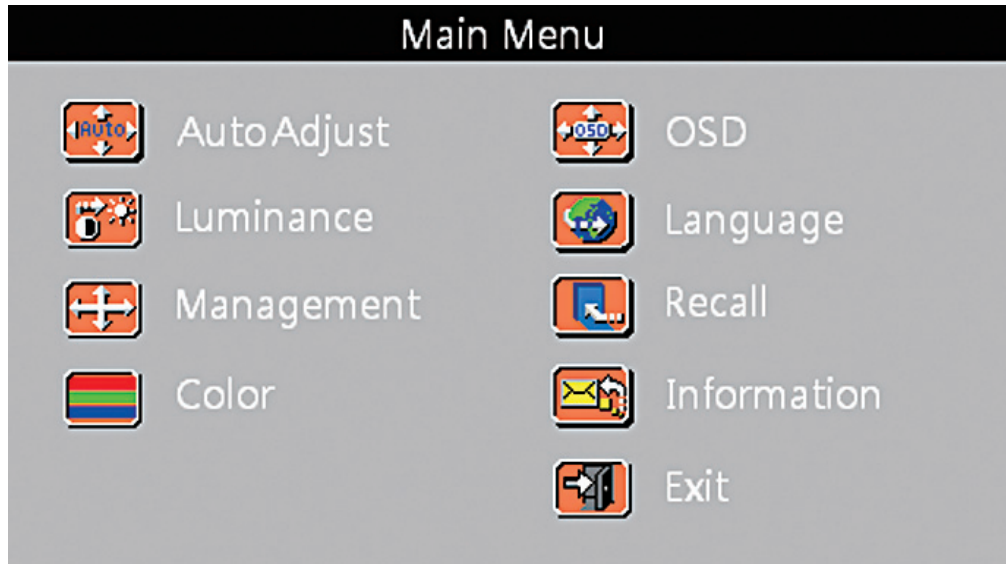 Main Menu
Auto
Auto Adjust
Luminance
Management
Color
OSD
OSD
Language
Recall
Information
Exit